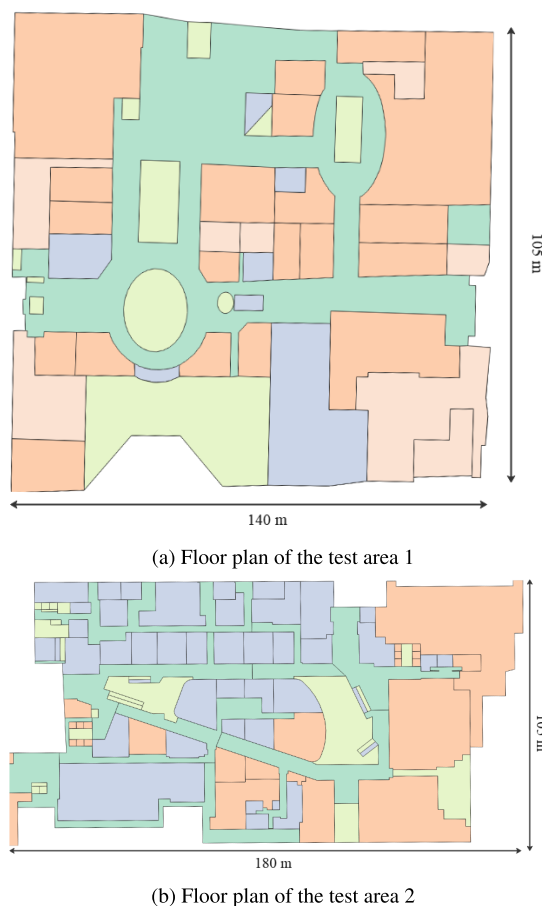 105 m
140 m
(a) Floor plan of the test area 1
180 m
(b) Floor plan of the test area 2